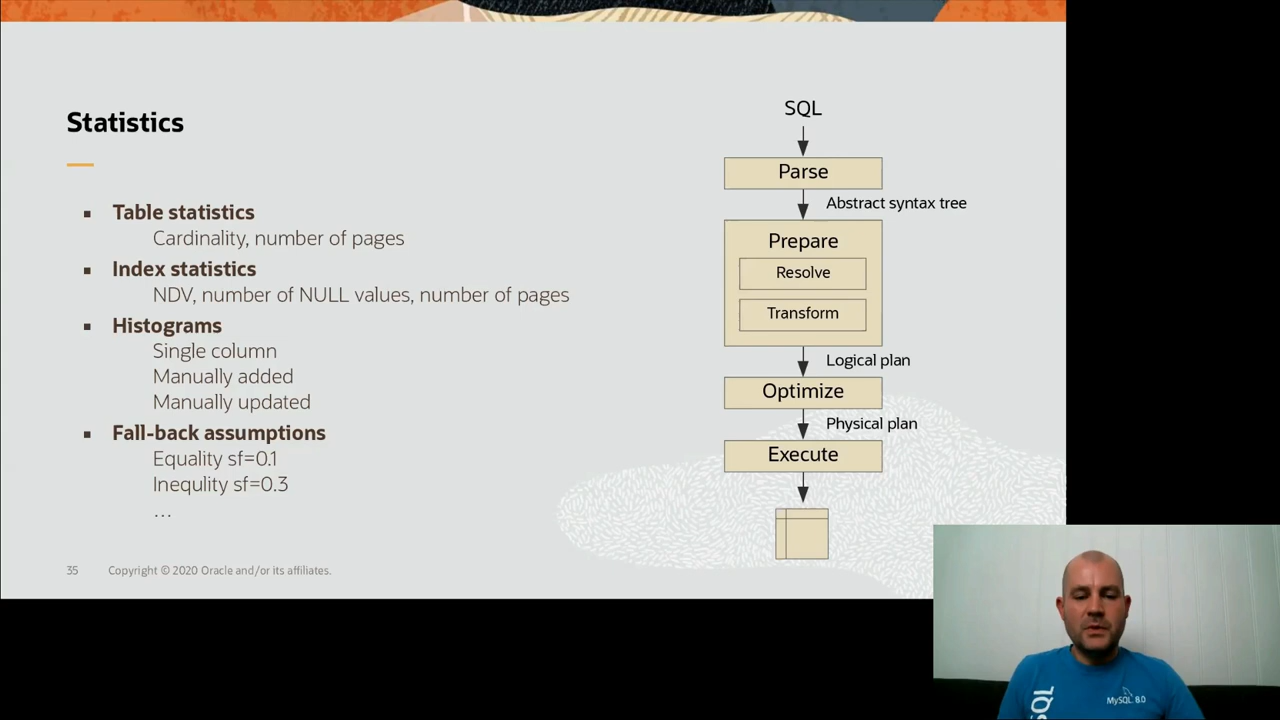 Statistics
Table statistics
Cardinality, number of pages
Index statistics
NDV, number of NULL values, number of pages
Histograms
Single column
Manually added
Manually updated
Fall-back assumptions
Equality sf=0.1
Inequlity sf=0.3
...
35 Copyright © 2020 Oracle and/or its affiliates.
SQL
Parse
Abstract syntax tree
Prepare
Resolve
Transform
Logical plan
Optimize
Physical plan
Execute
SQL
MySQL 8.0